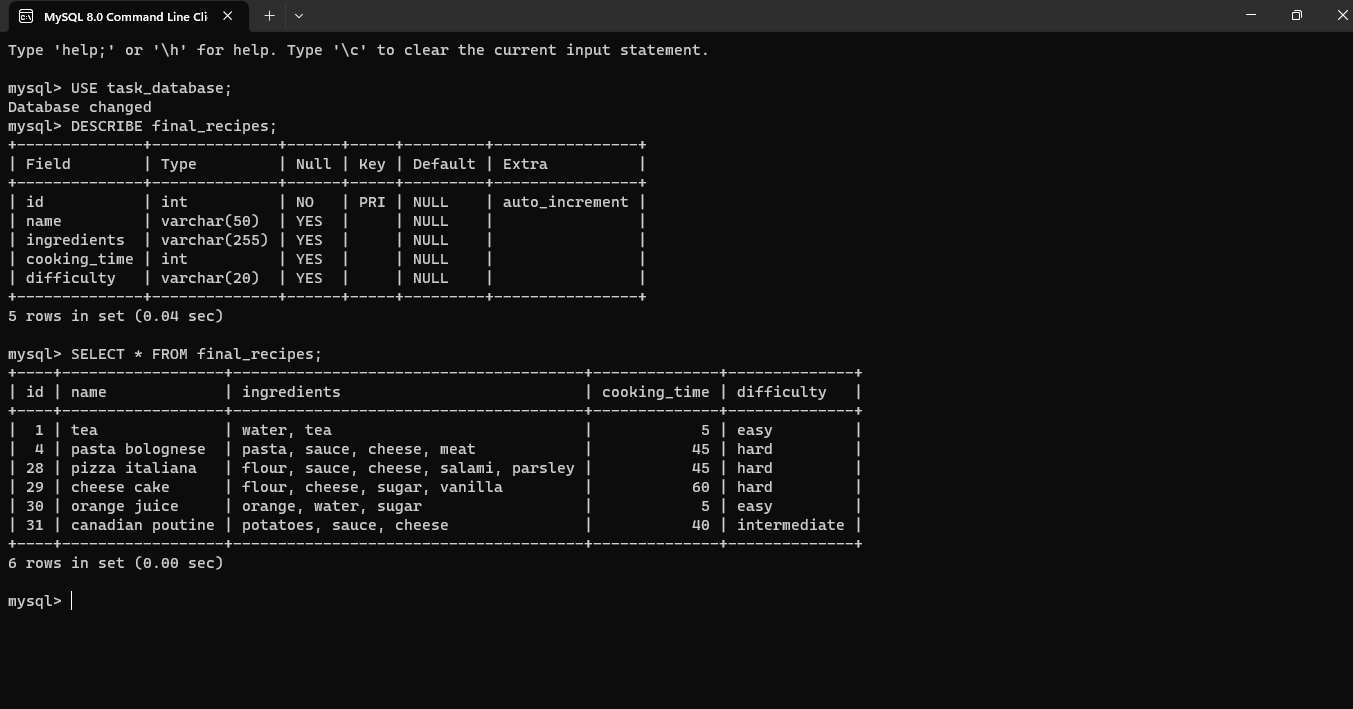 MySQL 8.0 Command Line Cli
Type 'help;' or '\h' for help. Type '\c' to clear the current input statement.
mysql> USE task_database;
Database changed
mysql> DESCRIBE final_recipes;
+--------------+--------------+------+-----+---------+----------------+
| Field        | Type         | Null | Key | Default | Extra          |
+--------------+--------------+------+-----+---------+----------------+
| id           | int          | NO   | PRI | NULL    | auto_increment |
| name         | varchar(50)  | YES  |     | NULL    |                |
| ingredients  | varchar(255) | YES  |     | NULL    |                |
| cooking_time | int          | YES  |     | NULL    |                |
| difficulty   | varchar(20)  | YES  |     | NULL    |                |
+--------------+--------------+------+-----+---------+----------------+
5 rows in set (0.04 sec)
mysql> SELECT * FROM final_recipes;
+----+------------------+---------------------------------------+--------------+--------------+
| id | name             | ingredients                           | cooking_time | difficulty   |
+----+------------------+---------------------------------------+--------------+--------------+
|  1 | tea              | water, tea                            |            5 | easy         |
|  4 | pasta bolognese  | pasta, sauce, cheese, meat            |           45 | hard         |
| 28 | pizza italiana   | flour, sauce, cheese, salami, parsley |           45 | hard         |
| 29 | cheese cake      | flour, cheese, sugar, vanilla         |           60 | hard         |
| 30 | orange juice     | orange, water, sugar                  |            5 | easy         |
| 31 | canadian poutine | potatoes, sauce, cheese               |           40 | intermediate |
+----+------------------+---------------------------------------+--------------+--------------+
6 rows in set (0.00 sec)
mysql>